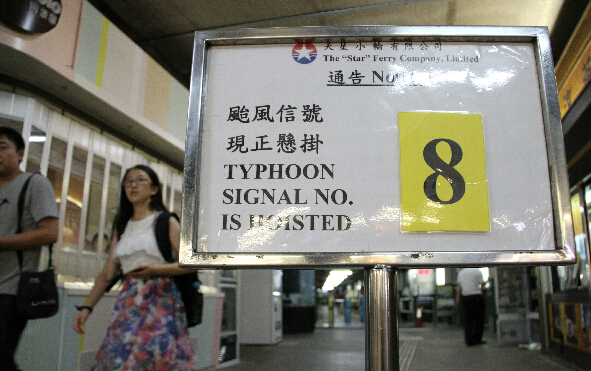 天星小輪有限公司
The "Star" Ferry Company, Limited
通告 No
颱風信號
現正懸掛
TYPHOON
SIGNAL NO.
IS HOISTED
8